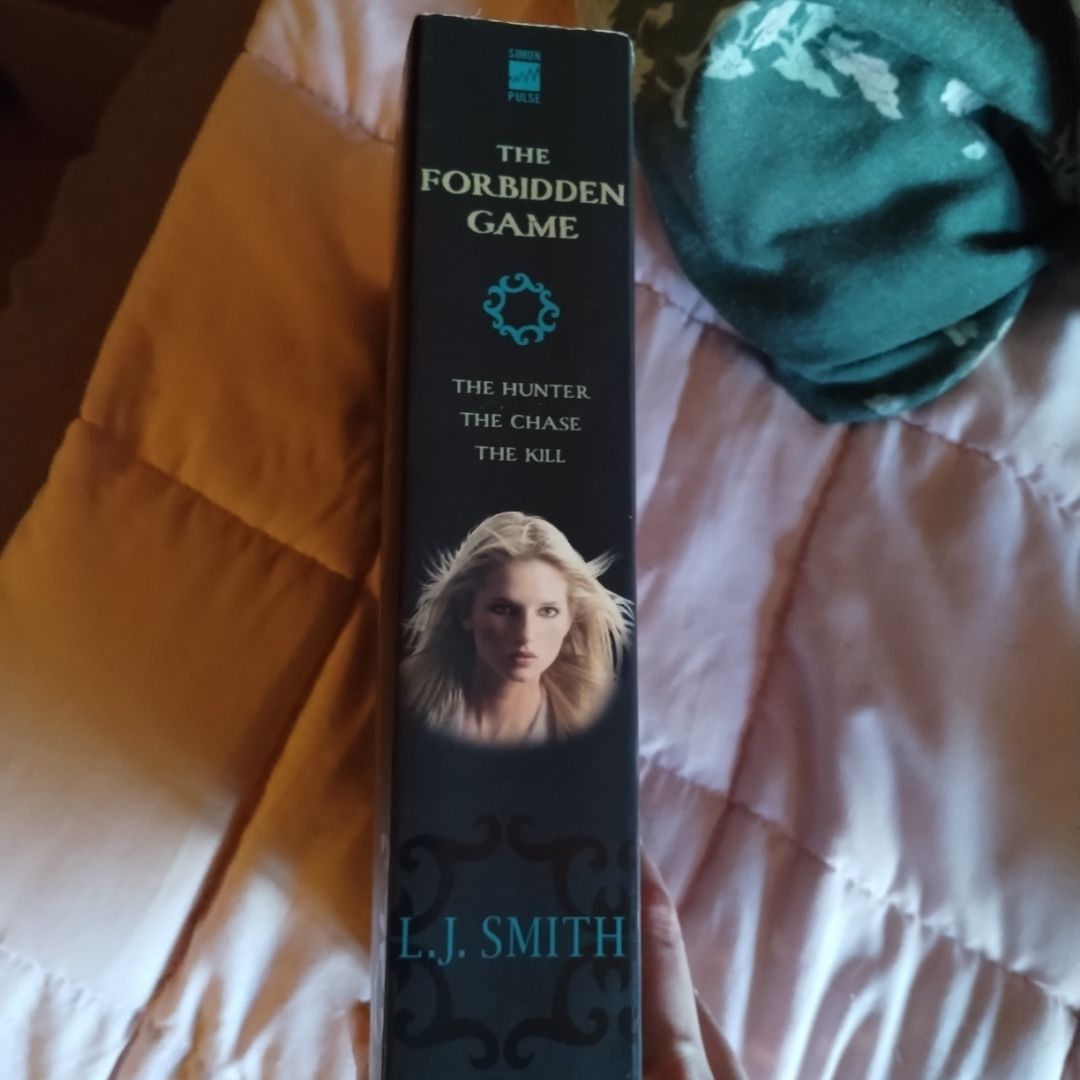 SIMON
PULSE
THE
FORBIDDEN
GAME
THE HUNTER
THE CHASE
THE KILL
L.J. SMITH